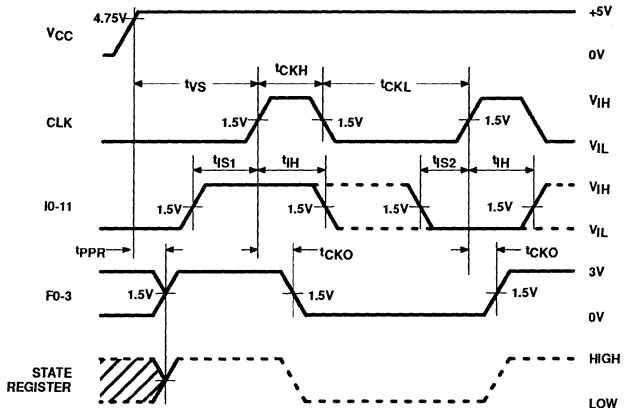 +5V
4.75V
VCC
0V
tVS
tCKH
tCKL
VIH
CLK
1.5V
1.5V
1.5V
VIL
tIS1
tIH
tIS2
tIH
VIH
I0-11
1.5V
1.5V
1.5V
1.5V
VIL
tPPR
tCKO
tCKO
3V
F0-3
1.5V
1.5V
1.5V
0V
HIGH
STATE
REGISTER
LOW